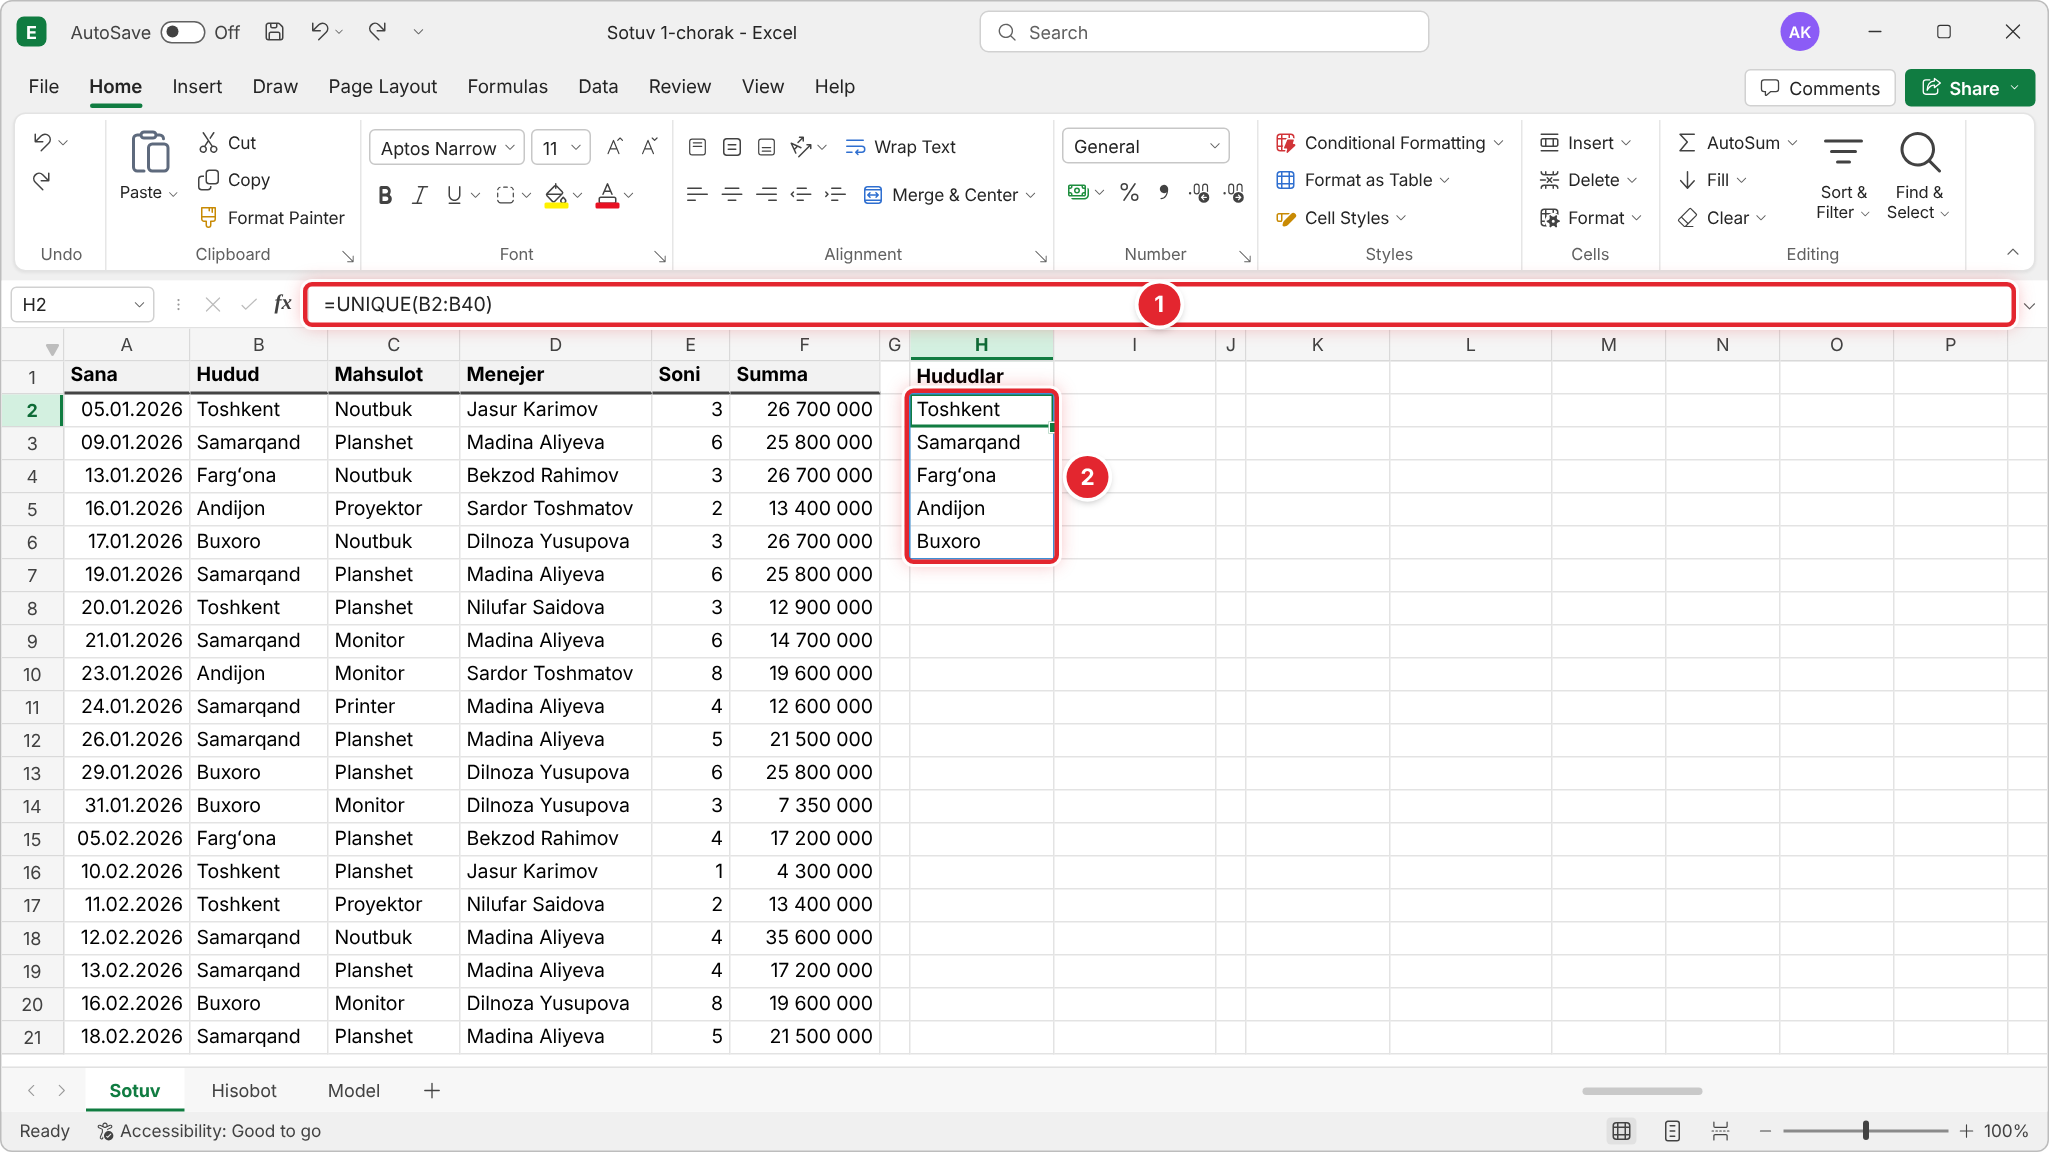 E AutoSave Off Sotuv 1-chorak - Excel Search AK
File Home Insert Draw Page Layout Formulas Data Review View Help Comments Share
Paste Cut Copy Format Painter
Aptos Narrow 11 B I U A
Wrap Text Merge & Center
General %
Conditional Formatting Format as Table Cell Styles
Insert Delete Format
AutoSum Fill Clear Sort & Filter Find & Select
Undo Clipboard Font Alignment Number Styles Cells Editing
H2 fx =UNIQUE(B2:B40) 1
A B C D E F G H I J K L M N O P
1 Sana Hudud Mahsulot Menejer Soni Summa Hududlar
2 05.01.2026 Toshkent Noutbuk Jasur Karimov 3 26 700 000 Toshkent
3 09.01.2026 Samarqand Planshet Madina Aliyeva 6 25 800 000 Samarqand
4 13.01.2026 Fargʻona Noutbuk Bekzod Rahimov 3 26 700 000 Fargʻona 2
5 16.01.2026 Andijon Proyektor Sardor Toshmatov 2 13 400 000 Andijon
6 17.01.2026 Buxoro Noutbuk Dilnoza Yusupova 3 26 700 000 Buxoro
7 19.01.2026 Samarqand Planshet Madina Aliyeva 6 25 800 000
8 20.01.2026 Toshkent Planshet Nilufar Saidova 3 12 900 000
9 21.01.2026 Samarqand Monitor Madina Aliyeva 6 14 700 000
10 23.01.2026 Andijon Monitor Sardor Toshmatov 8 19 600 000
11 24.01.2026 Samarqand Printer Madina Aliyeva 4 12 600 000
12 26.01.2026 Samarqand Planshet Madina Aliyeva 5 21 500 000
13 29.01.2026 Buxoro Planshet Dilnoza Yusupova 6 25 800 000
14 31.01.2026 Buxoro Monitor Dilnoza Yusupova 3 7 350 000
15 05.02.2026 Fargʻona Planshet Bekzod Rahimov 4 17 200 000
16 10.02.2026 Toshkent Planshet Jasur Karimov 1 4 300 000
17 11.02.2026 Toshkent Proyektor Nilufar Saidova 2 13 400 000
18 12.02.2026 Samarqand Noutbuk Madina Aliyeva 4 35 600 000
19 13.02.2026 Samarqand Planshet Madina Aliyeva 4 17 200 000
20 16.02.2026 Buxoro Monitor Dilnoza Yusupova 8 19 600 000
21 18.02.2026 Samarqand Planshet Madina Aliyeva 5 21 500 000
Sotuv Hisobot Model
Ready Accessibility: Good to go 100%